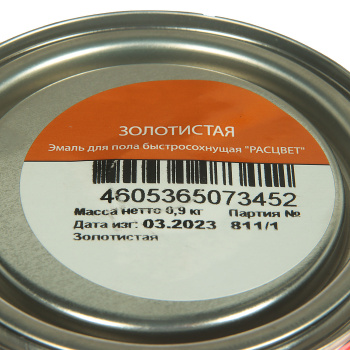 ЗОЛОТИСТАЯ
Эмаль для пола быстросохнущая "РАСЦВЕТ"
4605365073452
Масса нетто 0,9 кг Партия №
Дата изг: 03.2023 811/1
Золотистая